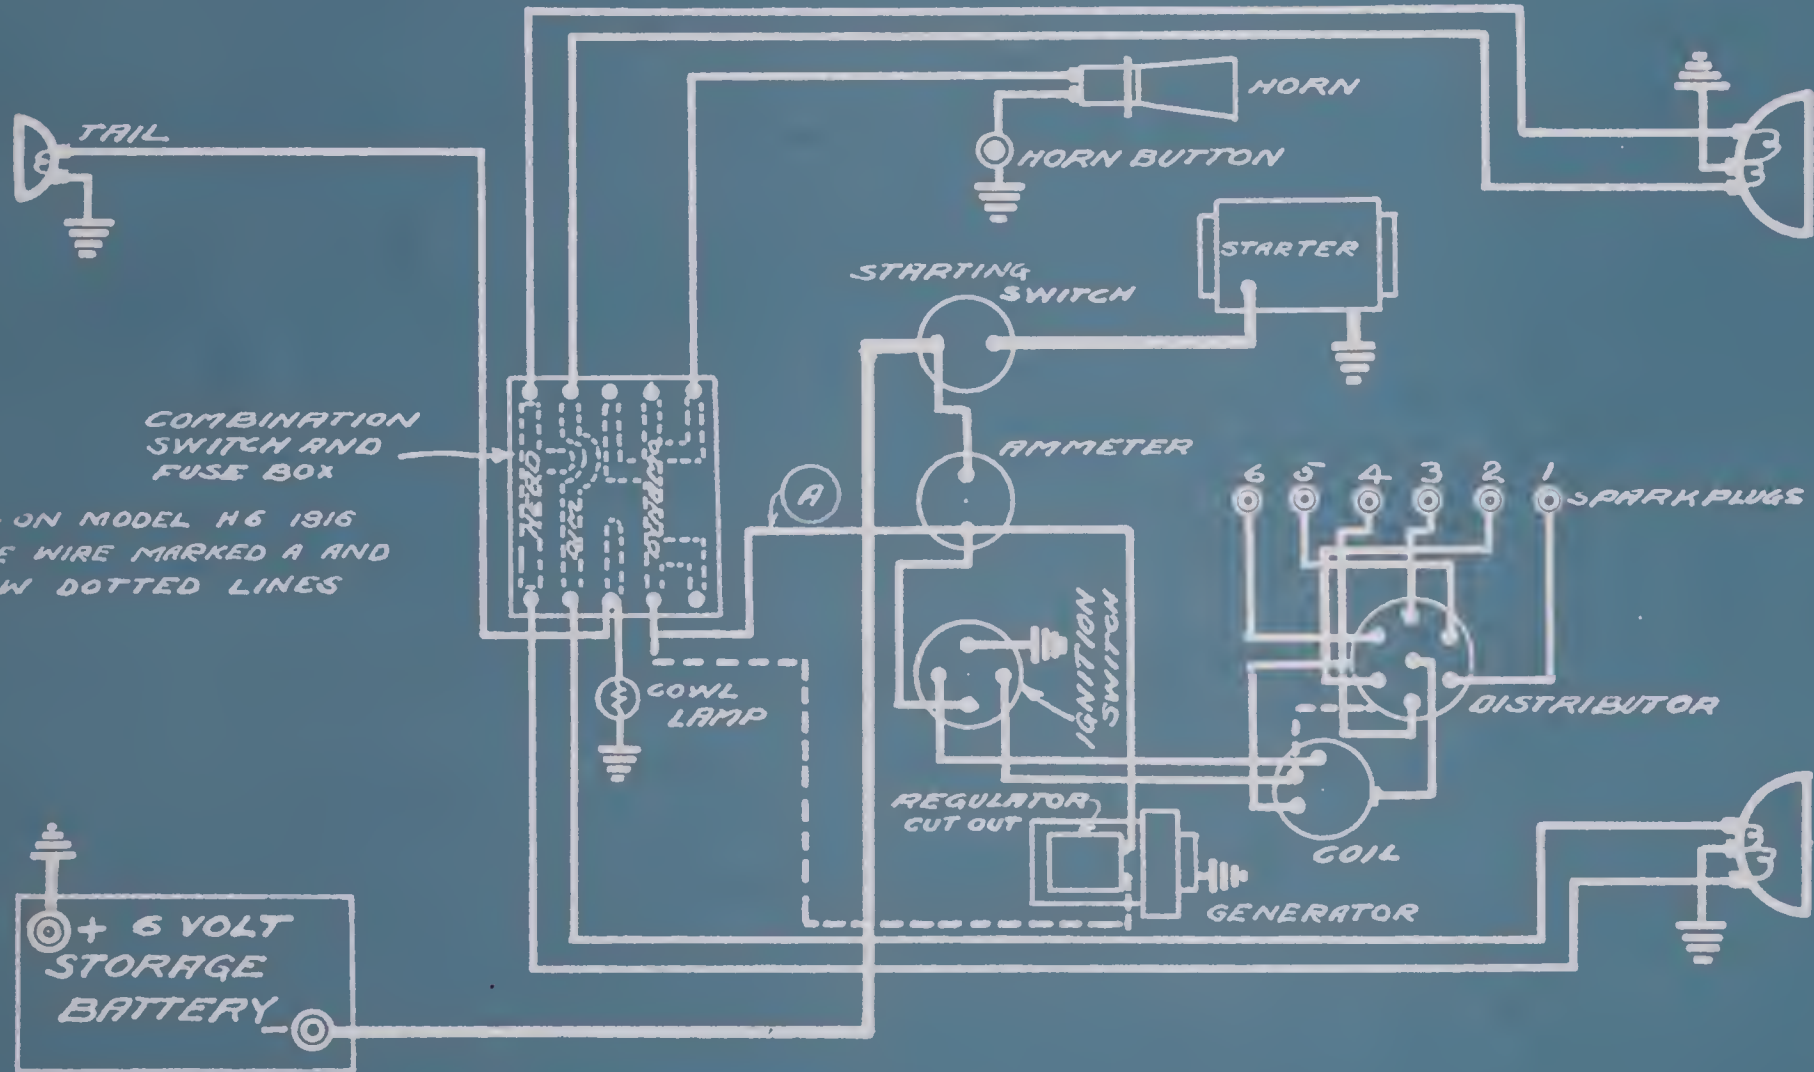 TAIL
HORN
HORN BUTTON
STARTER
STARTING
SWITCH
COMBINATION
SWITCH AND
FUSE BOX
ON MODEL H6 1916
E WIRE MARKED A AND
W DOTTED LINES
A
AMMETER
6 5 4 3 2 1
SPARK PLUGS
IGNITION
SWITCH
COWL
LAMP
DISTRIBUTOR
REGULATOR
CUT OUT
COIL
GENERATOR
+ 6 VOLT
STORAGE
BATTERY -